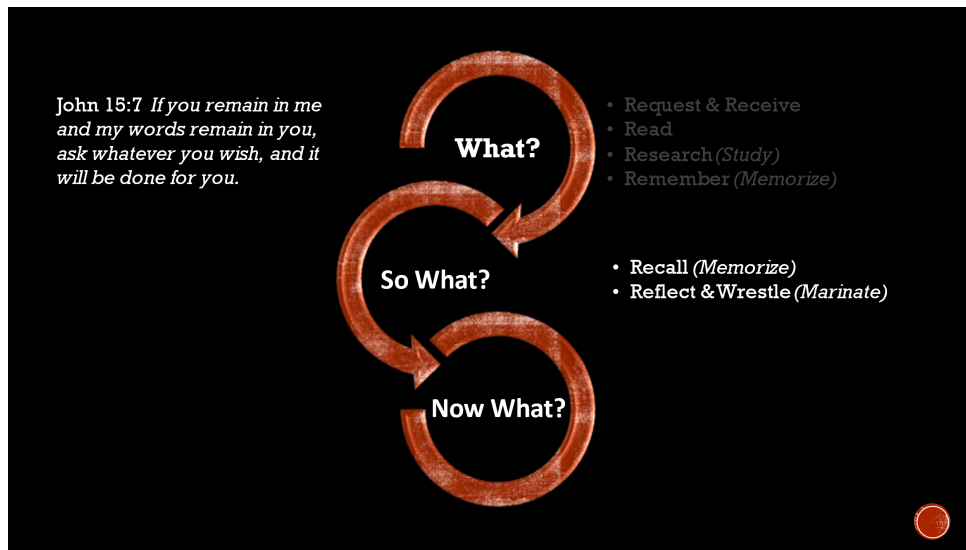 John 15:7 If you remain in me
and my words remain in you,
ask whatever you wish, and it
will be done for you.
What?
• Request & Receive
• Read
• Research (Study)
• Remember (Memorize)
So What?
• Recall (Memorize)
• Reflect & Wrestle (Marinate)
Now What?